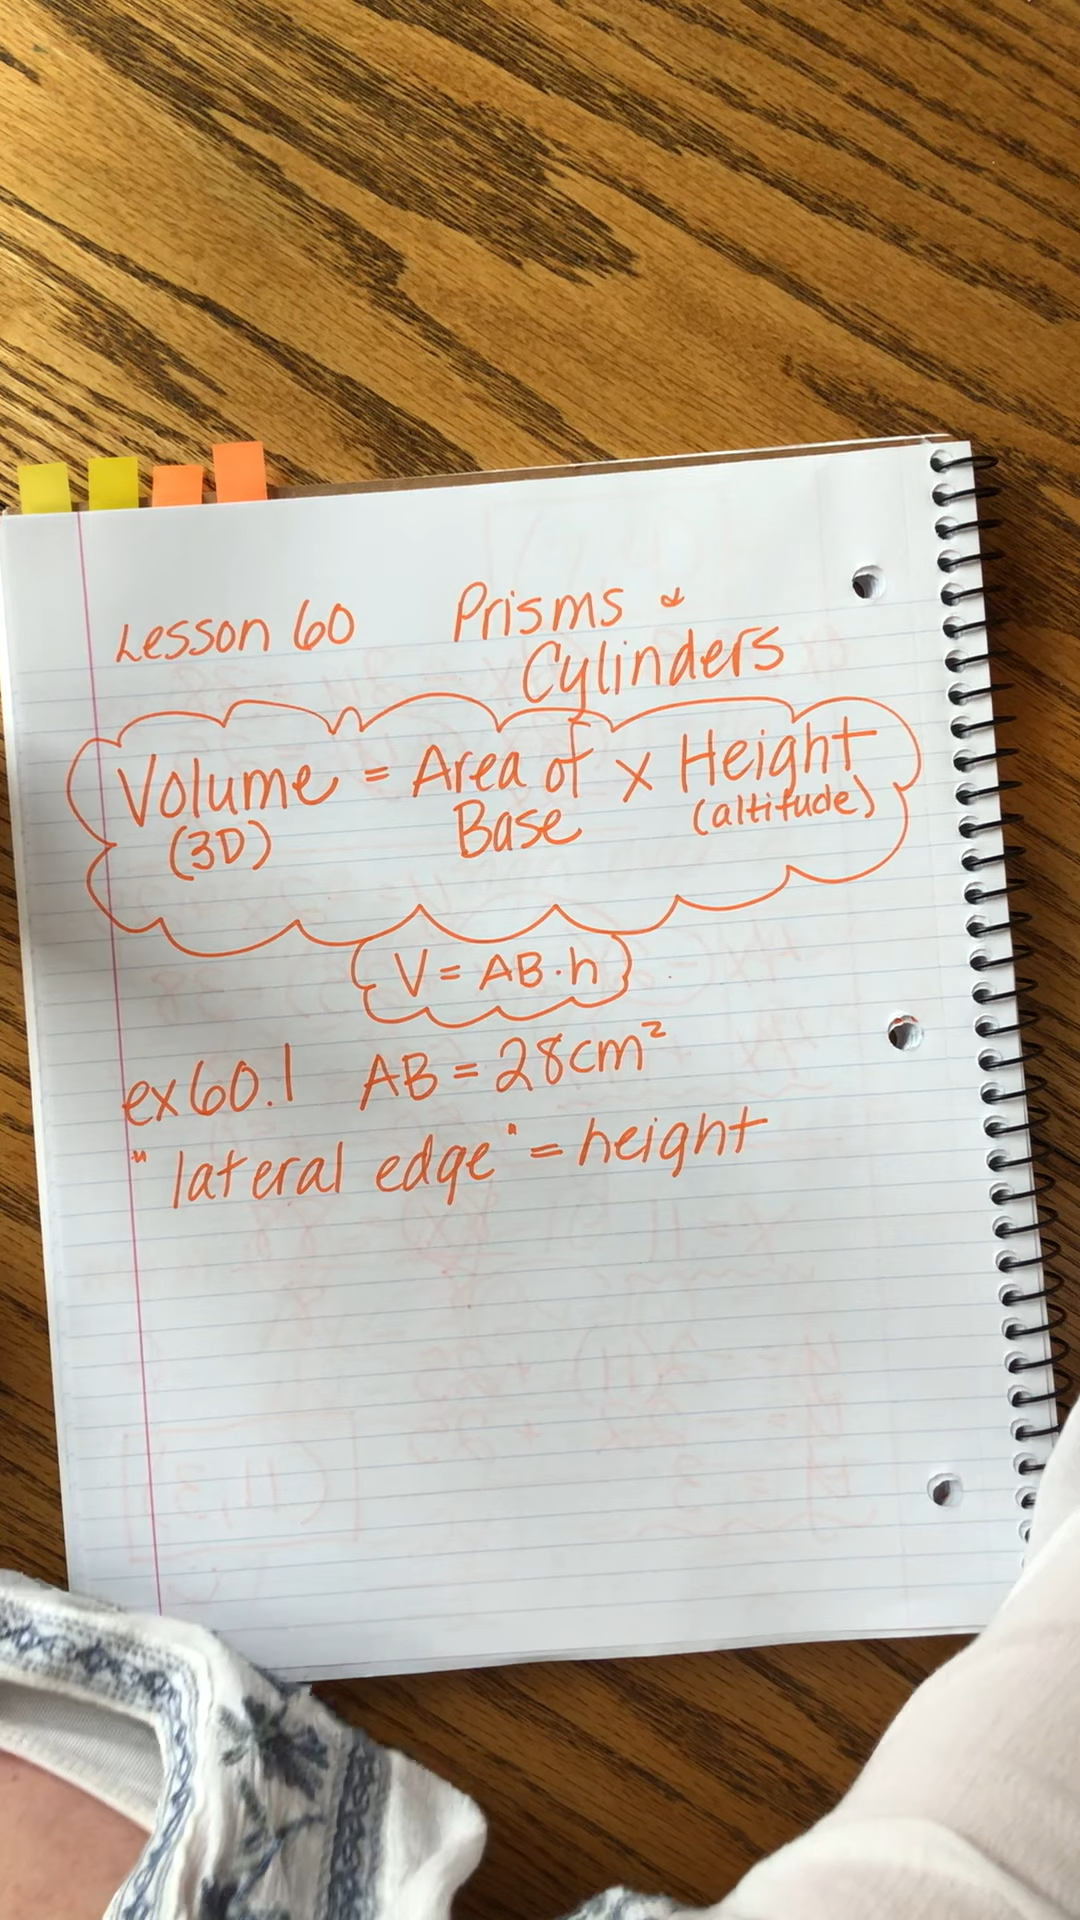 Lesson 60 Prisms &
Cylinders
Volume = Area of x Height
(3D) Base (altitude)
V = AB · h
ex 60.1 AB = 28cm²
"lateral edge" = height